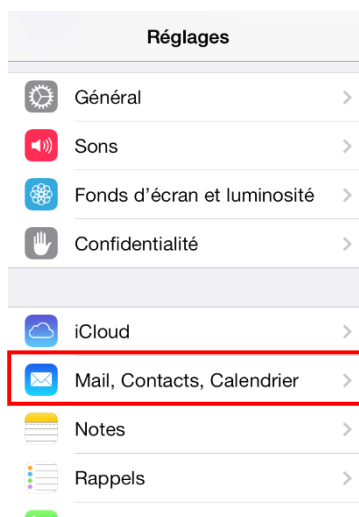 Réglages
Général
Sons
Fonds d'écran et luminosité
Confidentialité
iCloud
Mail, Contacts, Calendrier
Notes
Rappels